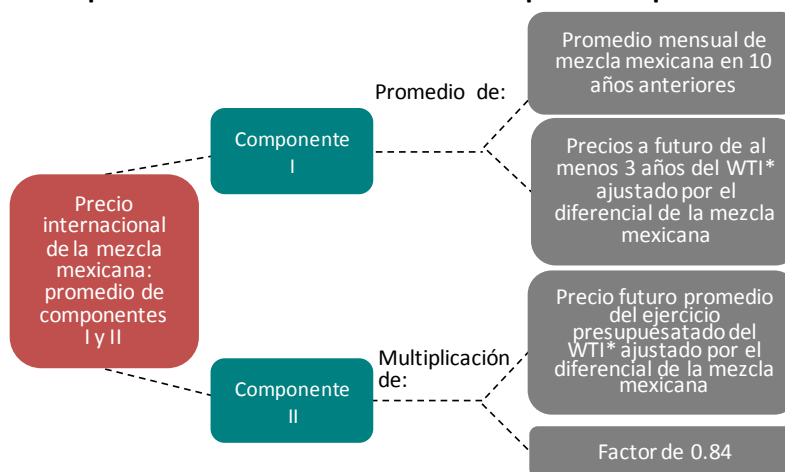 Promedio mensual de
mezcla mexicana en 10
años anteriores
Promedio de:
Componente
I
Precios a futuro de al
menos 3 años del WTI*
ajustado por el
diferencial de la mezcla
mexicana
Precio
internacional
de la mezcla
mexicana:
promedio de
componentes
I y II
Precio futuro promedio
del ejercicio
presupuesatado del
WTI* ajustado por el
diferencial de la mezcla
mexicana
Multiplicación
de:
Componente
II
Factor de 0.84